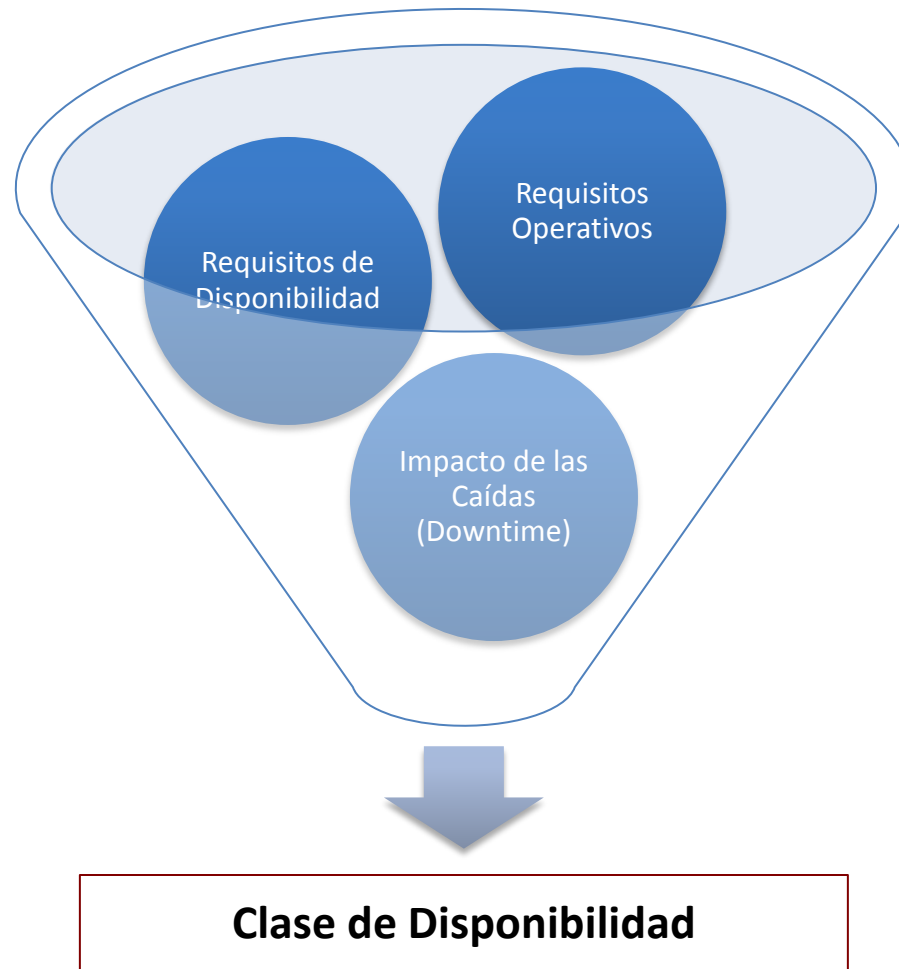 Requisitos
Operativos
Requisitos de
Disponibilidad
Impacto de las
Caídas
(Downtime)
Clase de Disponibilidad